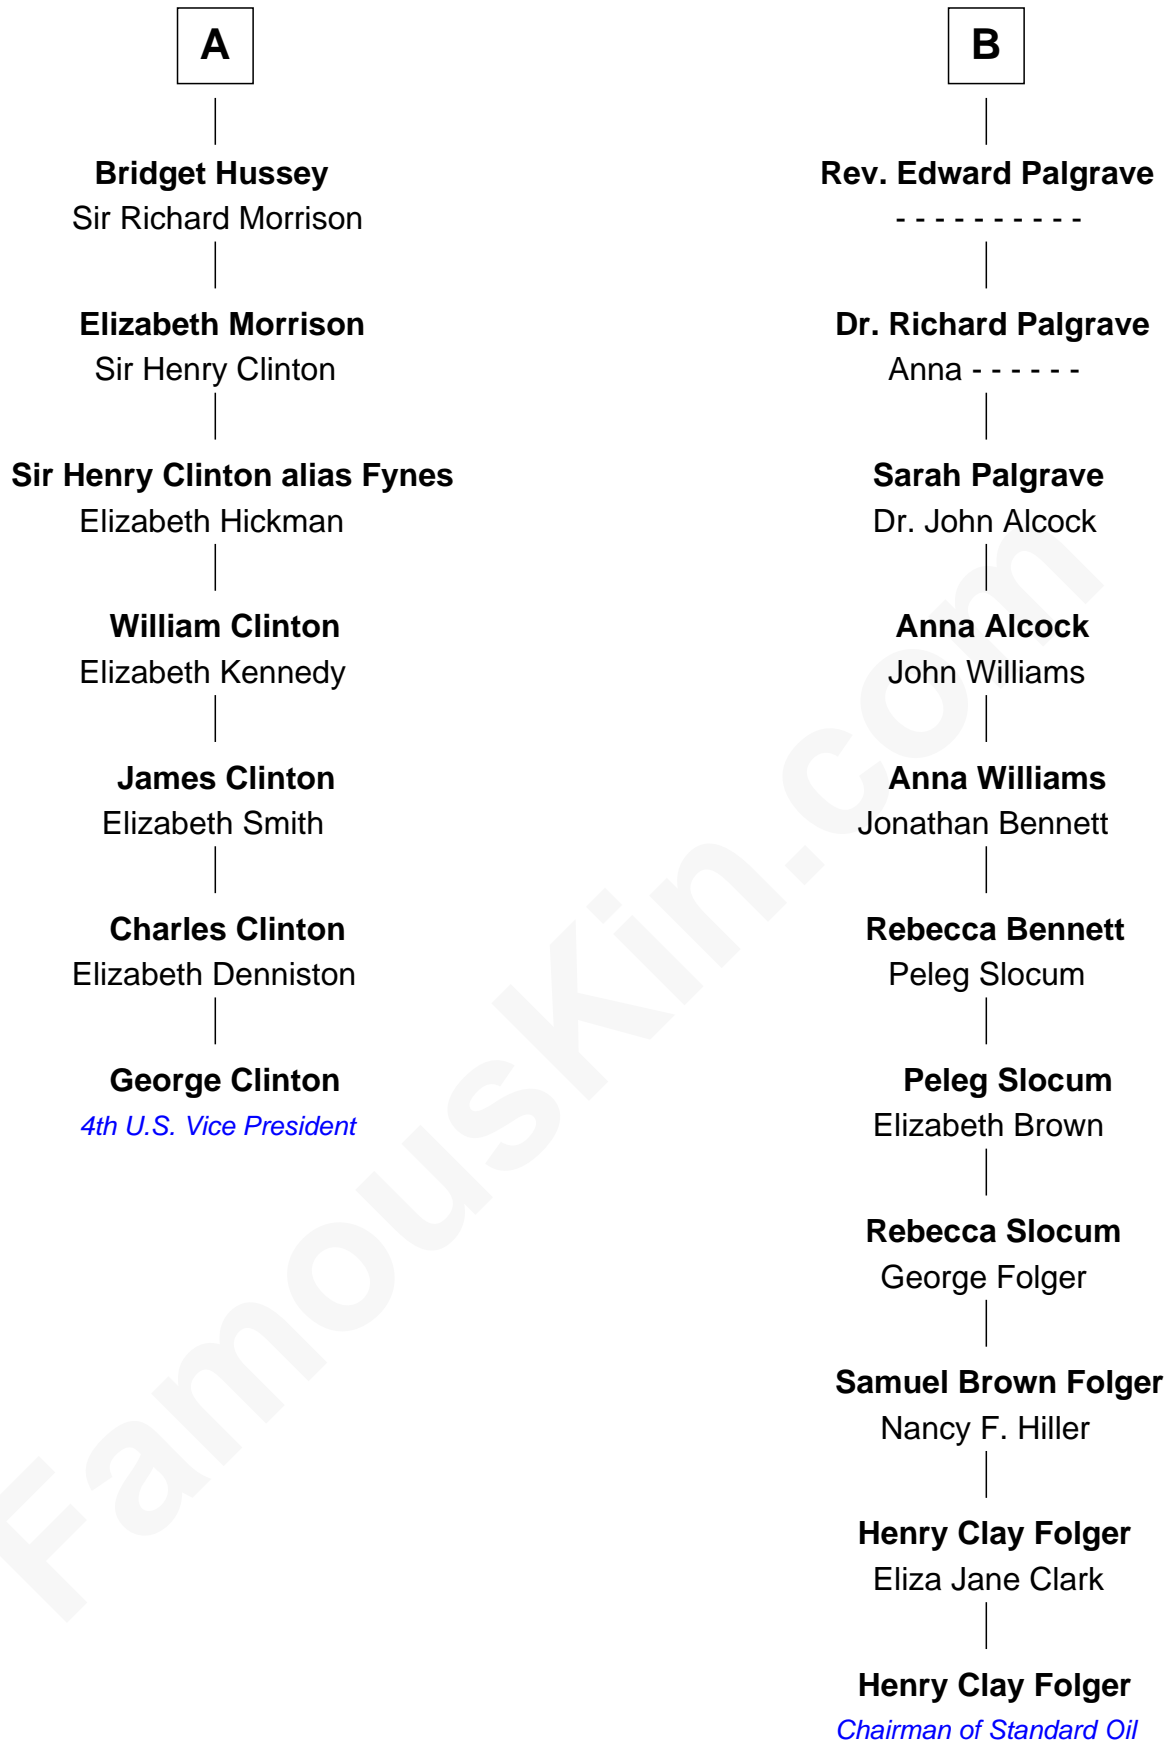 A
Bridget Hussey
Sir Richard Morrison
Elizabeth Morrison
Sir Henry Clinton
Sir Henry Clinton alias Fynes
Elizabeth Hickman
William Clinton
Elizabeth Kennedy
James Clinton
Elizabeth Smith
Charles Clinton
Elizabeth Denniston
George Clinton
4th U.S. Vice President
B
Rev. Edward Palgrave
- - - - - - - - - -
Dr. Richard Palgrave
Anna - - - - - -
Sarah Palgrave
Dr. John Alcock
Anna Alcock
John Williams
Anna Williams
Jonathan Bennett
Rebecca Bennett
Peleg Slocum
Peleg Slocum
Elizabeth Brown
Rebecca Slocum
George Folger
Samuel Brown Folger
Nancy F. Hiller
Henry Clay Folger
Eliza Jane Clark
Henry Clay Folger
Chairman of Standard Oil
FamousKin.com